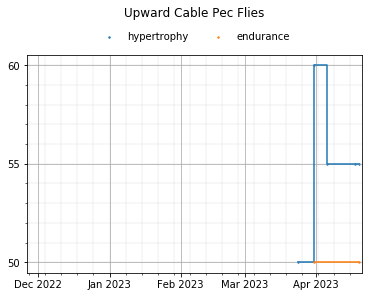 Upward Cable Pec Flies
hypertrophy endurance
60
55
50
Dec 2022 Jan 2023 Feb 2023 Mar 2023 Apr 2023